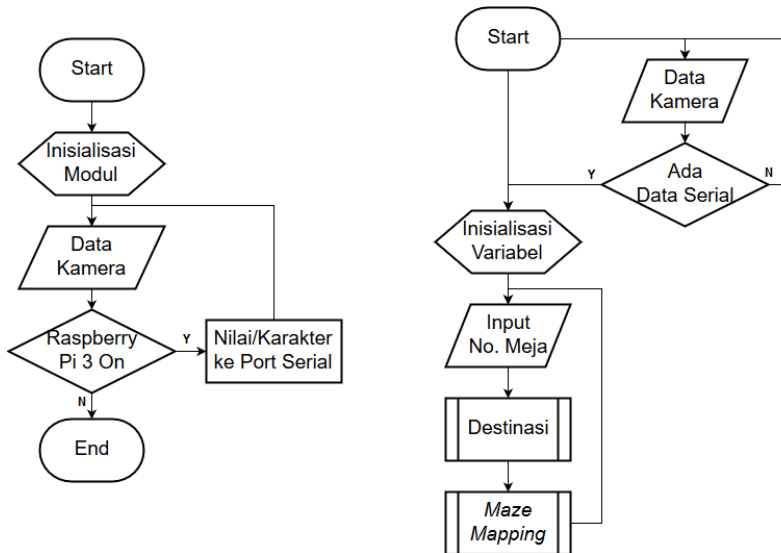 Start
Inisialisasi
Modul
Data
Kamera
Raspberry
Pi 3 On
Y
Nilai/Karakter
ke Port Serial
N
End
Start
Data
Kamera
Ada
Data Serial
Y
N
Inisialisasi
Variabel
Input
No. Meja
Destinasi
Maze
Mapping